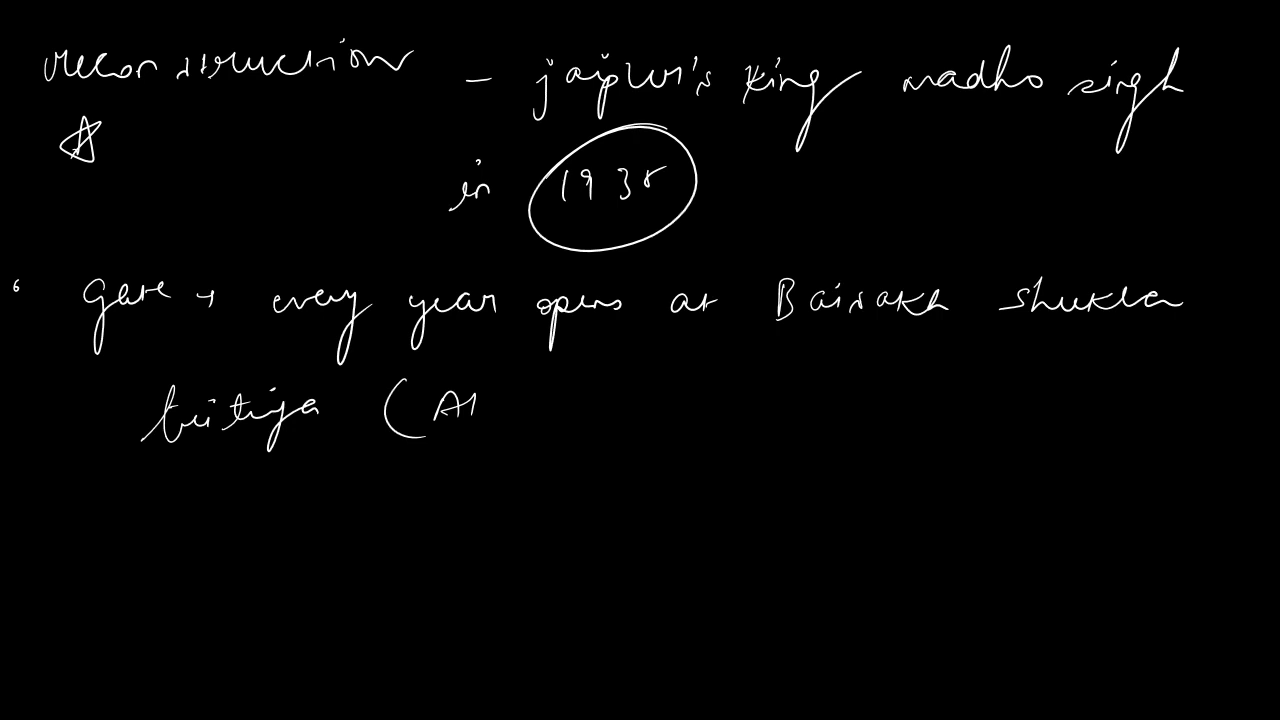 reconstruction - jaipur's king madho singh
in 1938
gate → every year opens at Baisakh shukla
tritiya (A